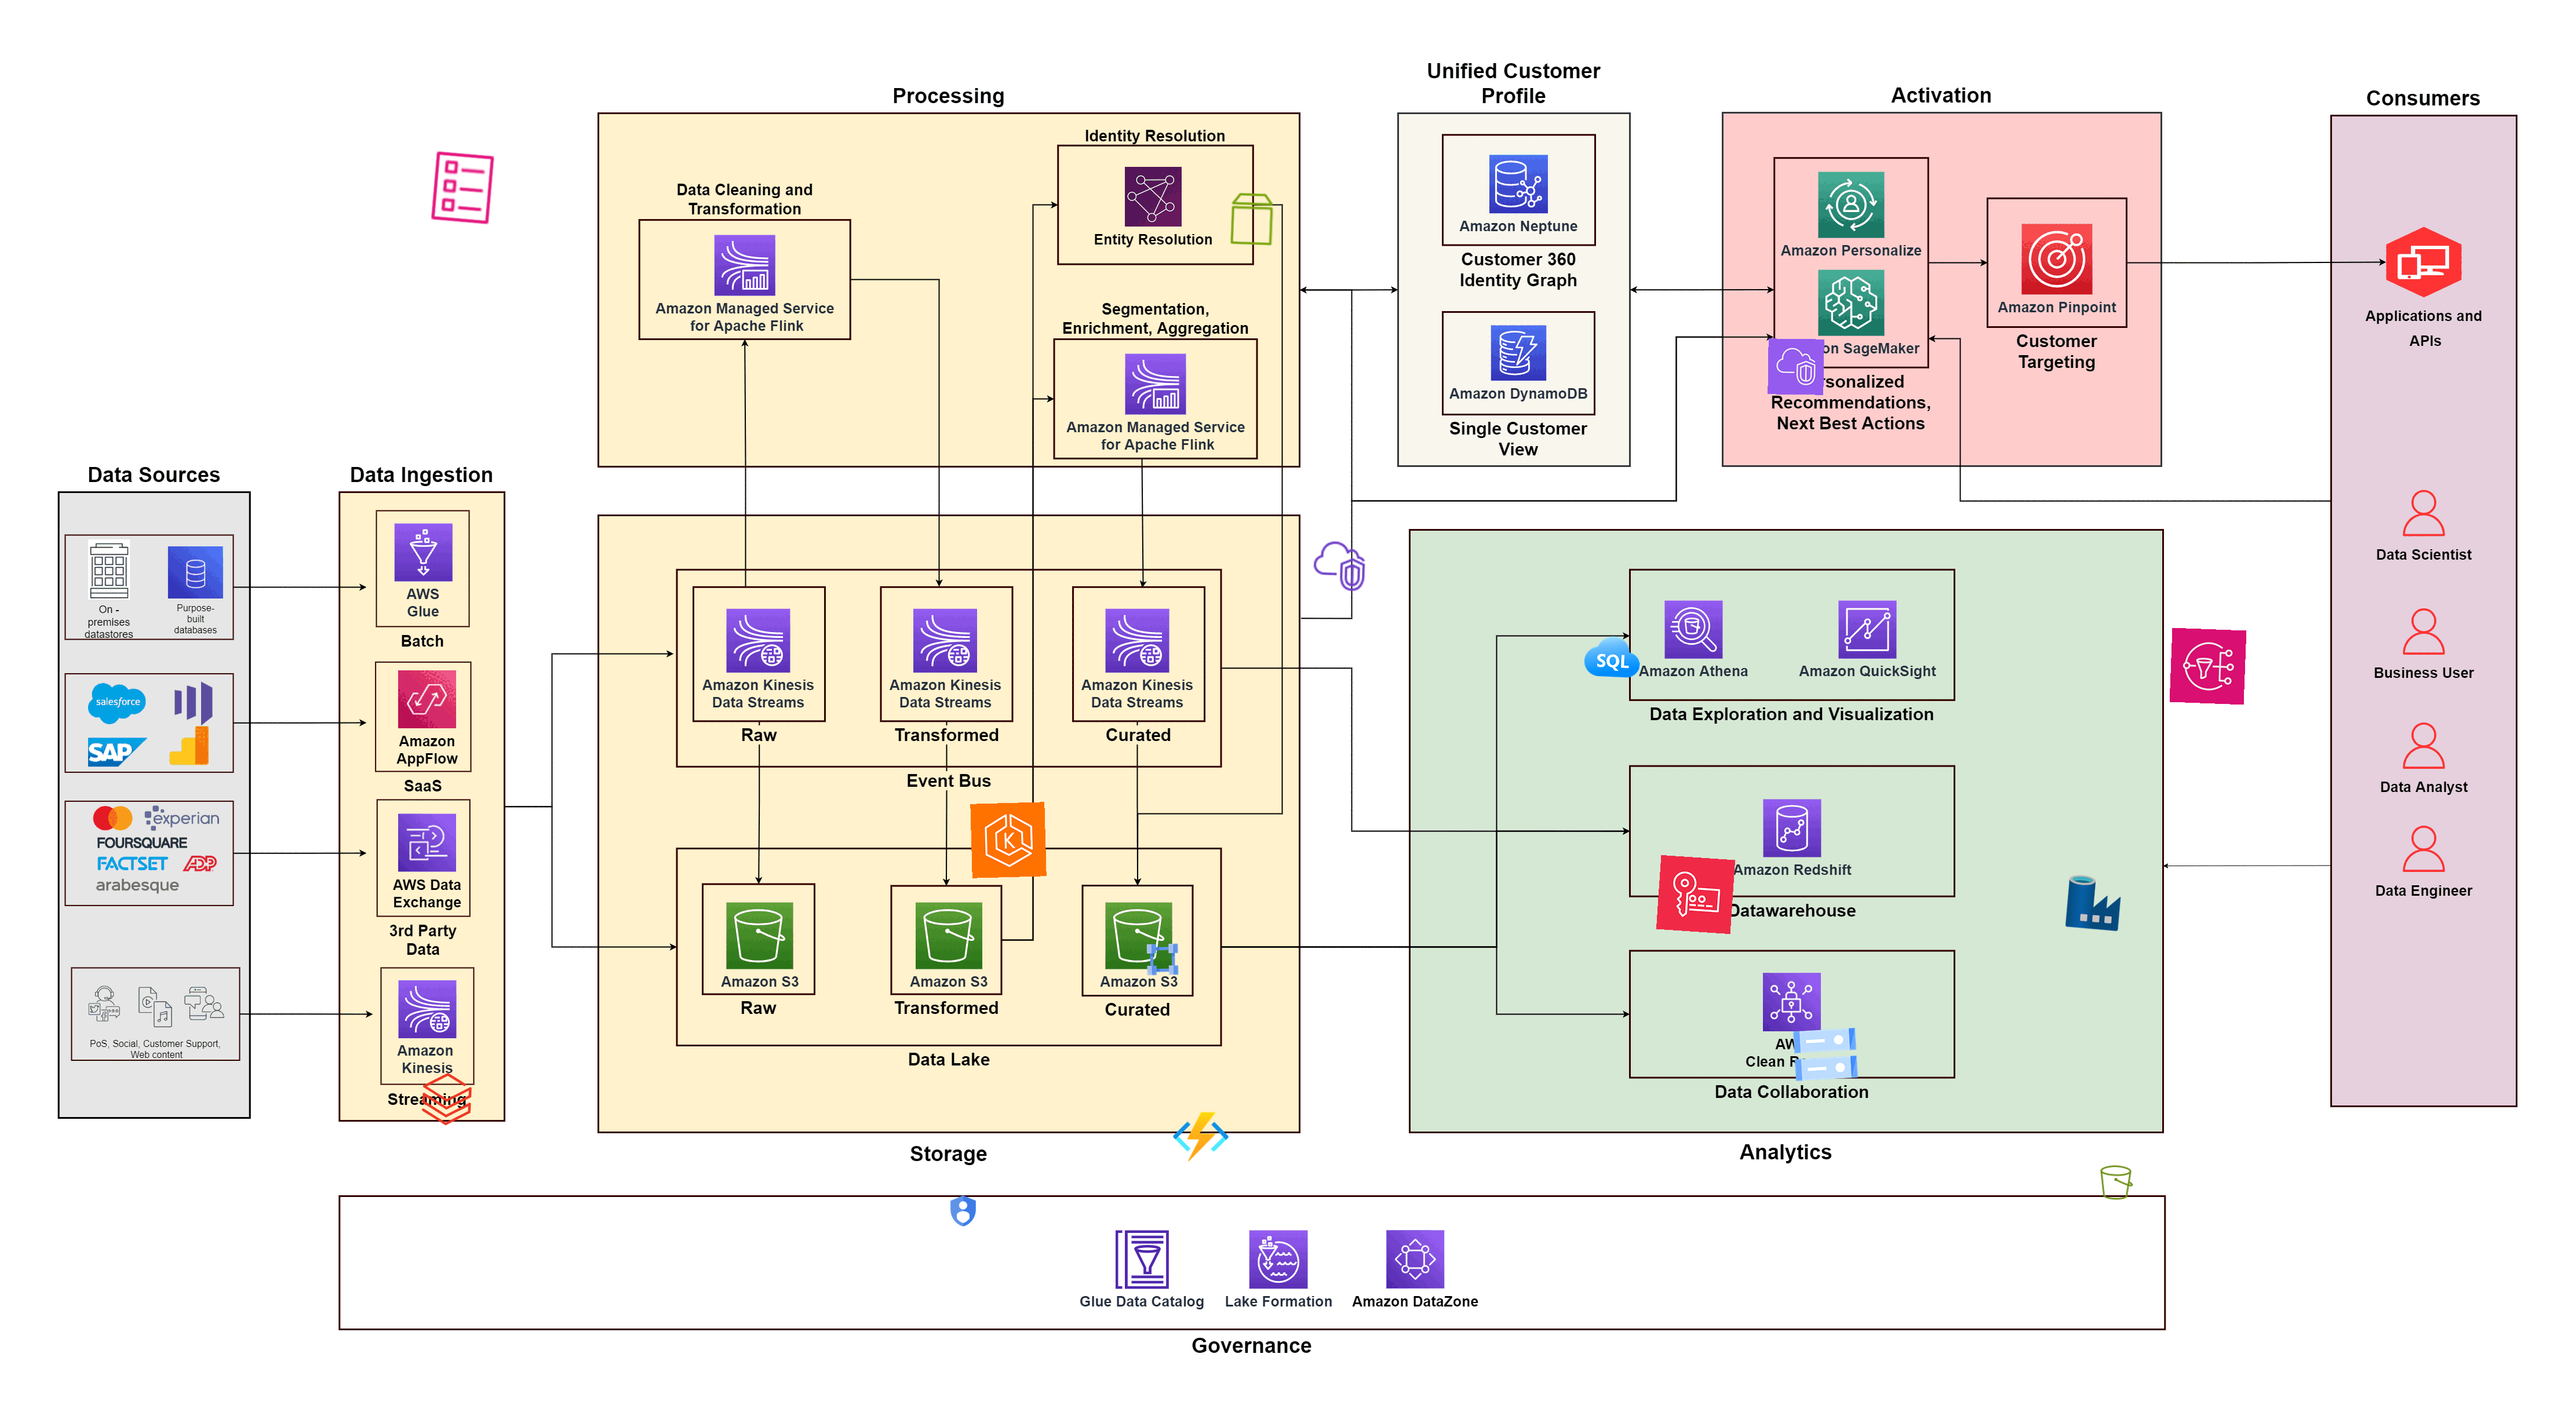 Processing
Unified Customer
Profile
Activation
Consumers
Identity Resolution
Entity Resolution
Data Cleaning and
Transformation
Amazon Managed Service
for Apache Flink
Segmentation,
Enrichment, Aggregation
Amazon Managed Service
for Apache Flink
Amazon Neptune
Customer 360
Identity Graph
Amazon DynamoDB
Single Customer
View
Amazon Personalize
on SageMaker
rsonalized
Recommendations,
Next Best Actions
Amazon Pinpoint
Customer
Targeting
Applications and
APIs
Data Scientist
Business User
Data Analyst
Data Engineer
Data Sources
On -
premises
datastores
Purpose-
built
databases
salesforce
SAP
experian
FOURSQUARE
FACTSET
ADP
arabesque
PoS, Social, Customer Support,
Web content
Data Ingestion
AWS
Glue
Batch
Amazon
AppFlow
SaaS
AWS Data
Exchange
3rd Party
Data
Amazon
Kinesis
Streaming
Amazon Kinesis
Data Streams
Raw
Amazon Kinesis
Data Streams
Transformed
Amazon Kinesis
Data Streams
Curated
Event Bus
K
Amazon S3
Raw
Amazon S3
Transformed
Amazon S3
Curated
Data Lake
Storage
SQL
Amazon Athena
Amazon QuickSight
Data Exploration and Visualization
Amazon Redshift
Datawarehouse
AW
Clean R
Data Collaboration
Analytics
Glue Data Catalog
Lake Formation
Amazon DataZone
Governance